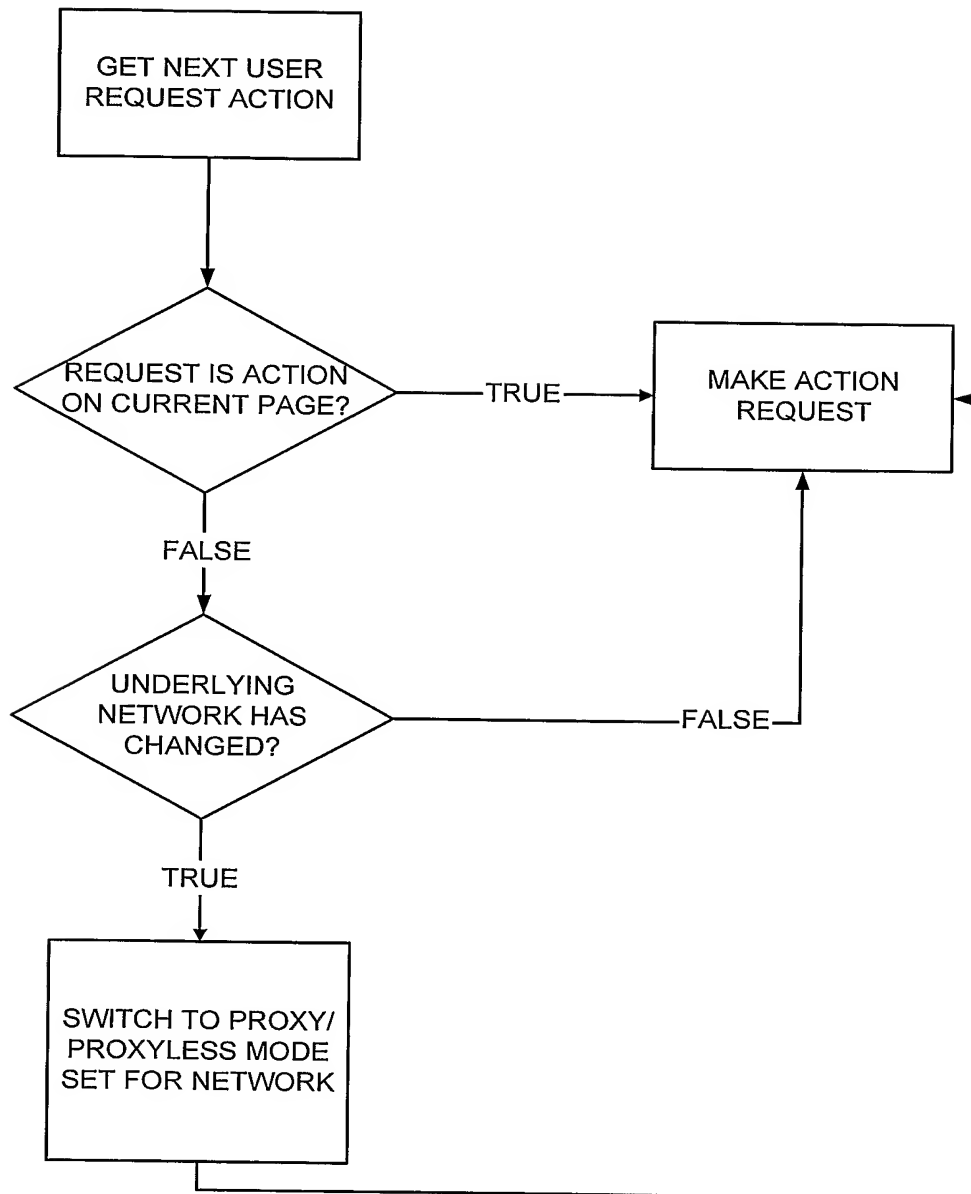 GET NEXT USER
REQUEST ACTION
REQUEST IS ACTION
ON CURRENT PAGE?
TRUE
MAKE ACTION
REQUEST
FALSE
UNDERLYING
NETWORK HAS
CHANGED?
FALSE
TRUE
SWITCH TO PROXY/
PROXYLESS MODE
SET FOR NETWORK